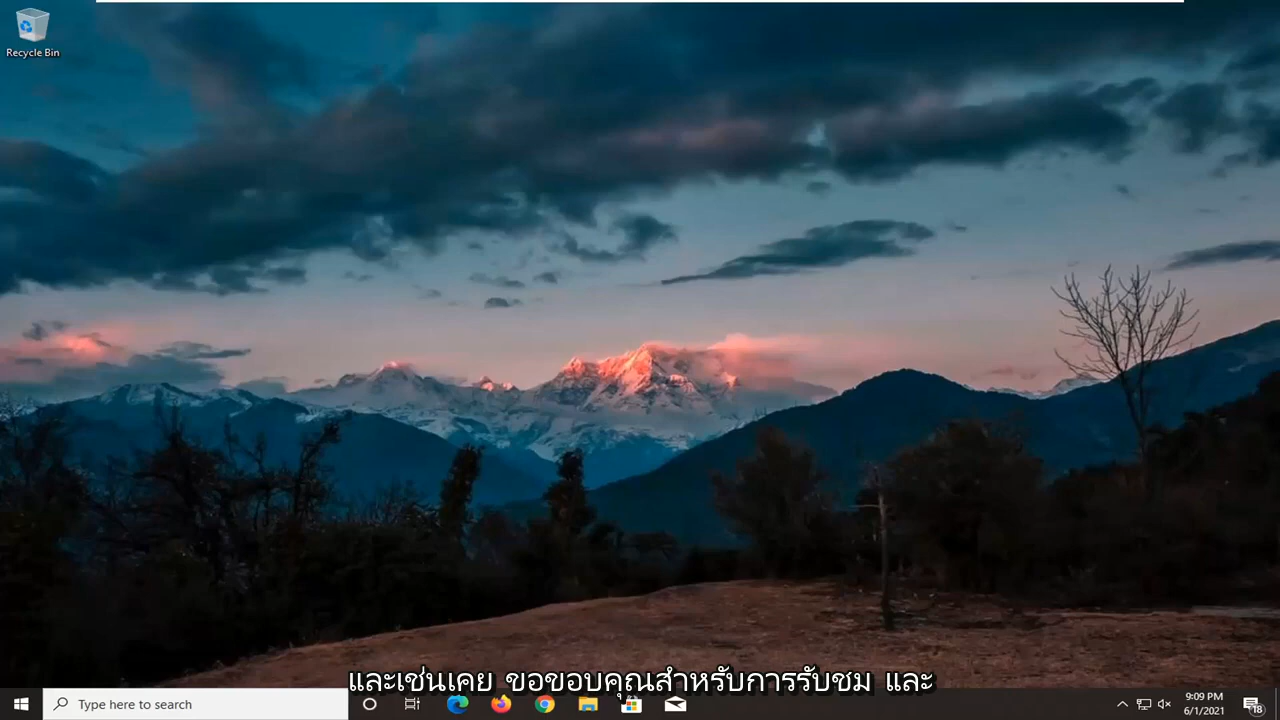 Recycle Bin
และเช่นเคย ขอขอบคุณสำหรับการรับชม และ
Type here to search
9:09 PM
6/1/2021
18